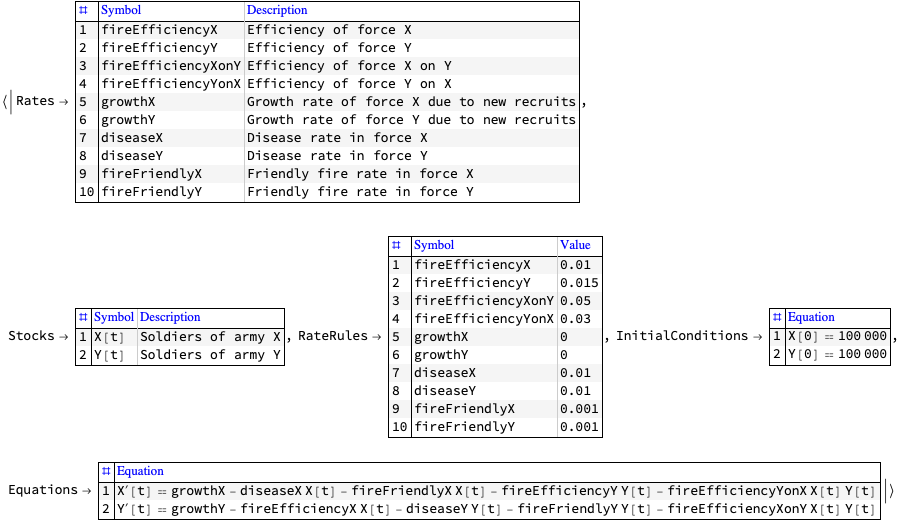 # Symbol Description
1 fireEfficiencyX Efficiency of force X
2 fireEfficiencyY Efficiency of force Y
3 fireEfficiencyXonY Efficiency of force X on Y
4 fireEfficiencyYonX Efficiency of force Y on X
⟨| Rates → 5 growthX Growth rate of force X due to new recruits ,
6 growthY Growth rate of force Y due to new recruits
7 diseaseX Disease rate in force X
8 diseaseY Disease rate in force Y
9 fireFriendlyX Friendly fire rate in force X
10 fireFriendlyY Friendly fire rate in force Y
Stocks →
# Symbol Description
1 X[t] Soldiers of army X
2 Y[t] Soldiers of army Y
, RateRules →
# Symbol Value
1 fireEfficiencyX 0.01
2 fireEfficiencyY 0.015
3 fireEfficiencyXonY 0.05
4 fireEfficiencyYonX 0.03
5 growthX 0
6 growthY 0
7 diseaseX 0.01
8 diseaseY 0.01
9 fireFriendlyX 0.001
10 fireFriendlyY 0.001
, InitialConditions →
# Equation
1 X[0] == 100 000
2 Y[0] == 100 000
,
Equations →
# Equation
1 X′[t] == growthX - diseaseX X[t] - fireFriendlyX X[t] - fireEfficiencyY Y[t] - fireEfficiencyYonX X[t] Y[t]
2 Y′[t] == growthY - fireEfficiencyX X[t] - diseaseY Y[t] - fireFriendlyY Y[t] - fireEfficiencyXonY X[t] Y[t]
|⟩